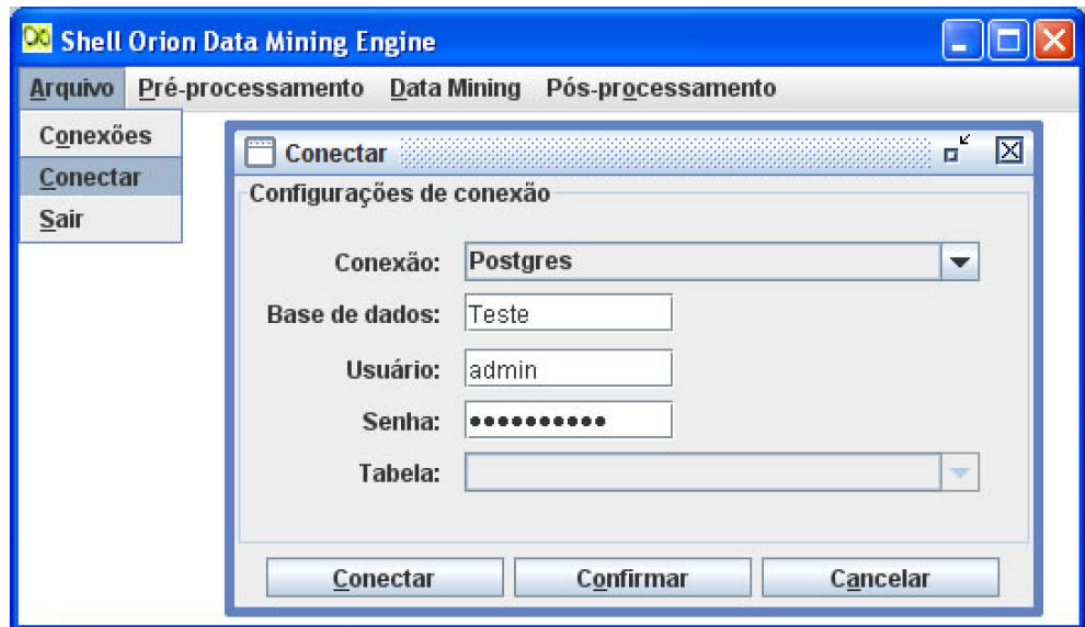 Shell Orion Data Mining Engine
Arquivo Pré-processamento Data Mining Pós-processamento
Conexões
Conectar
Sair
Conectar
Configurações de conexão
Conexão: Postgres
Base de dados: Teste
Usuário: admin
Senha: ••••••••••
Tabela:
Conectar Confirmar Cancelar